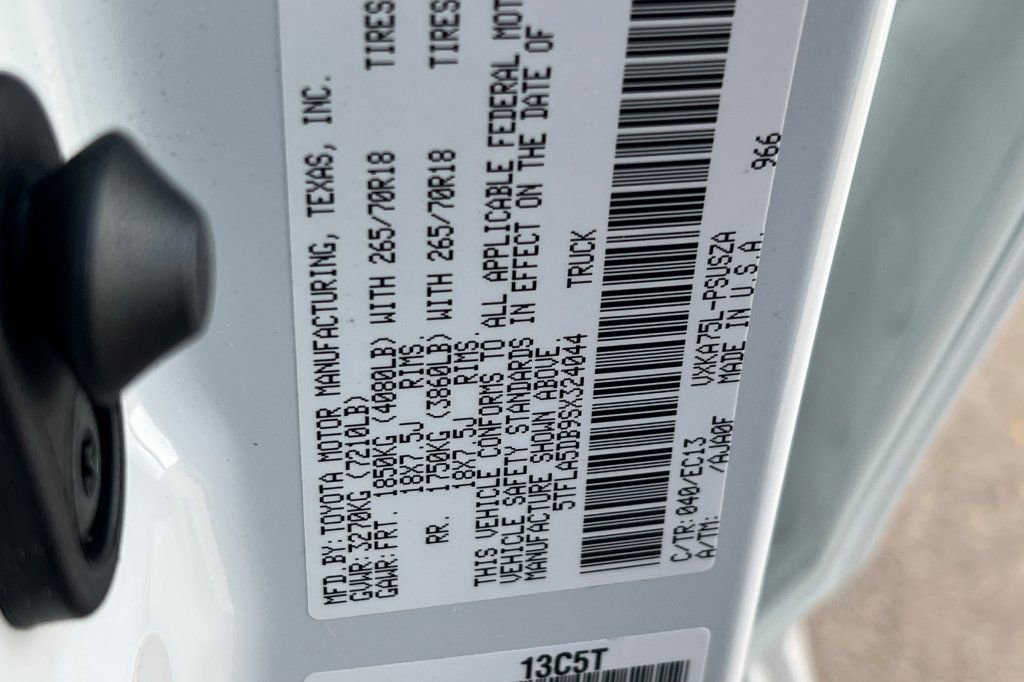 MFD.BY:TOYOTA MOTOR MANUFACTURING, TEXAS, INC.
GVWR:3270KG (7210LB)
GAWR:FRT. 1850KG (4080LB) WITH 265/70R18 TIRES
18X7.5J RIMS.
RR. 1750KG (3860LB) WITH 265/70R18 TIRES
18X7.5J RIMS.
THIS VEHICLE CONFORMS TO ALL APPLICABLE FEDERAL MOT
VEHICLE SAFETY STANDARDS IN EFFECT ON THE DATE OF
MANUFACTURE SHOWN ABOVE.
5TFLA5DB9SX324044 TRUCK
C/TR:040/EC13 VXKA75L-PSUSZA
A/TM: /AJA0F MADE IN U.S.A. 966
13C5T